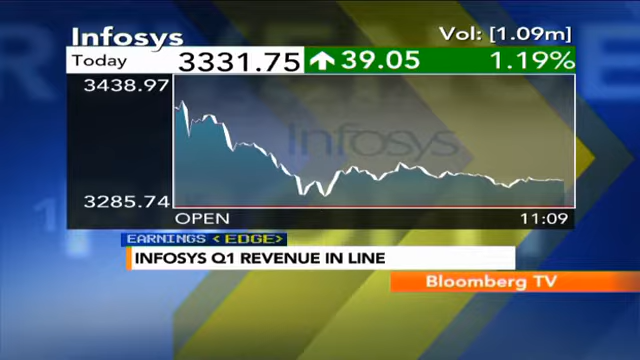 Infosys
Vol: [1.09m]
Today 3331.75 39.05 1.19%
3438.97
Infosys
3285.74
OPEN 11:09
EARNINGS <EDGE>
INFOSYS Q1 REVENUE IN LINE
Bloomberg TV